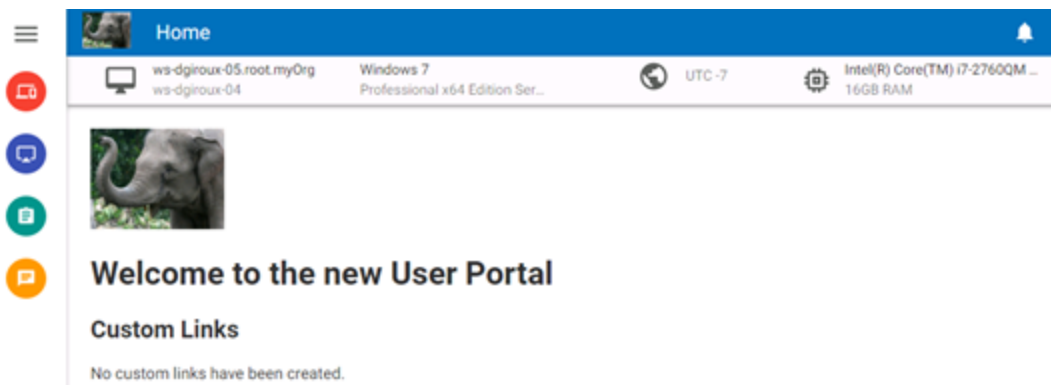 Home
ws-dgiroux-05.root.myOrg
ws-dgiroux-04
Windows 7
Professional x64 Edition Ser...
UTC -7
Intel(R) Core(TM) i7-2760QM ...
16GB RAM
Welcome to the new User Portal
Custom Links
No custom links have been created.